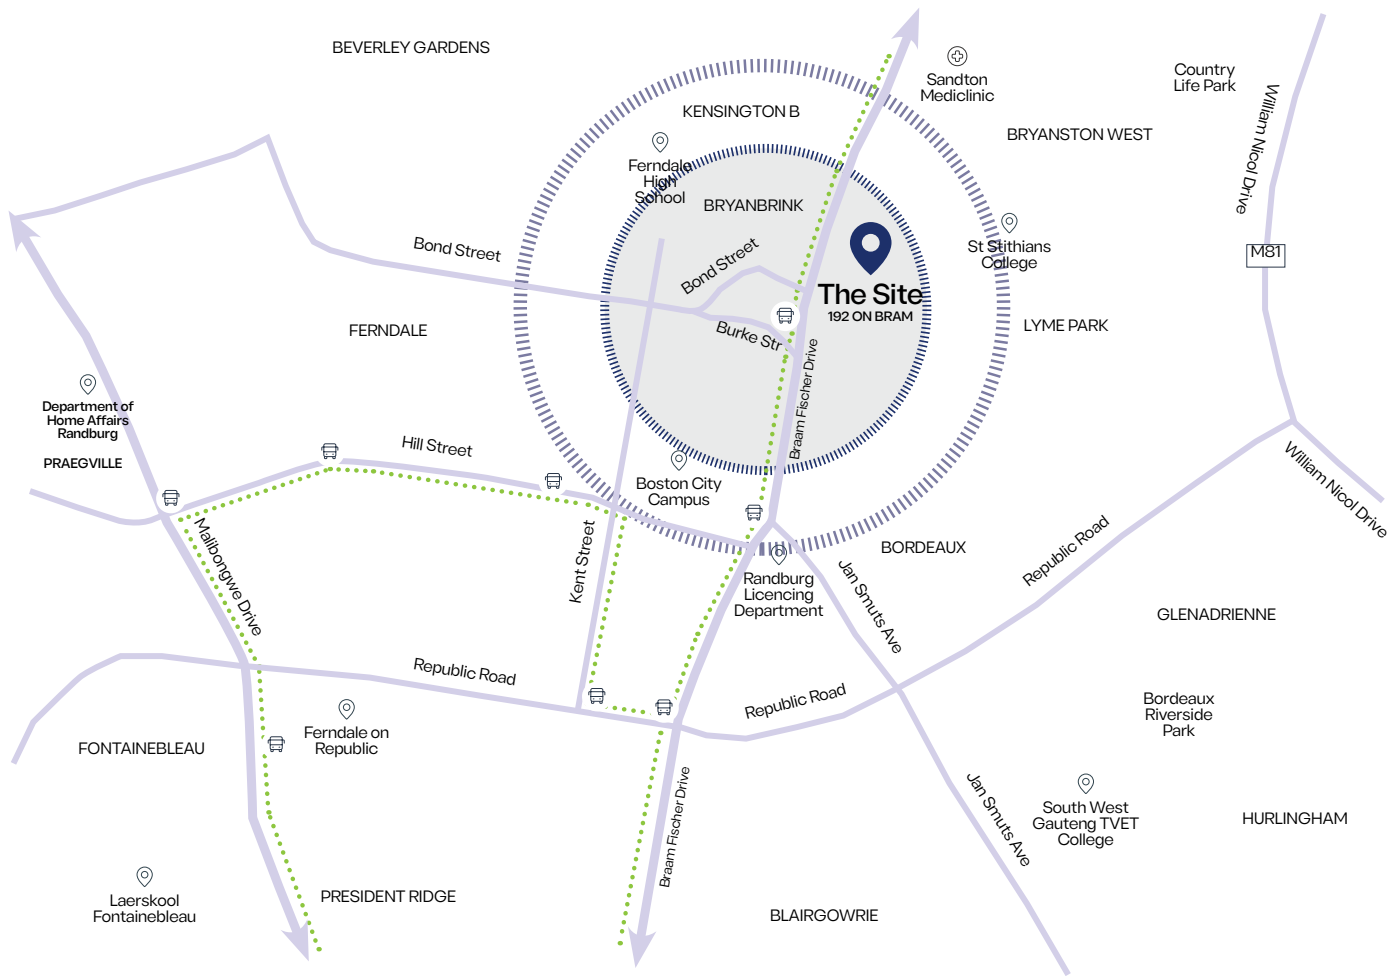 BEVERLEY GARDENS
Sandton
Mediclinic
Country
Life Park
William Nicol Drive
KENSINGTON B
BRYANSTON WEST
Ferndale
High
School
BRYANBRINK
Bond Street
Bond Street
St Stithians
College
M81
The Site
192 ON BRAM
FERNDALE
Burke Str
LYME PARK
Braam Fischer Drive
Department of
Home Affairs
Randburg
PRAEGVILLE
Hill Street
Boston City
Campus
William Nicol Drive
Malibongwe Drive
Kent Street
BORDEAUX
Republic Road
Randburg
Licencing
Department
Jan Smuts Ave
GLENADRIENNE
Republic Road
Republic Road
Bordeaux
Riverside
Park
FONTAINEBLEAU
Ferndale on
Republic
Braam Fischer Drive
Jan Smuts Ave
South West
Gauteng TVET
College
HURLINGHAM
Laerskool
Fontainebleau
PRESIDENT RIDGE
BLAIRGOWRIE